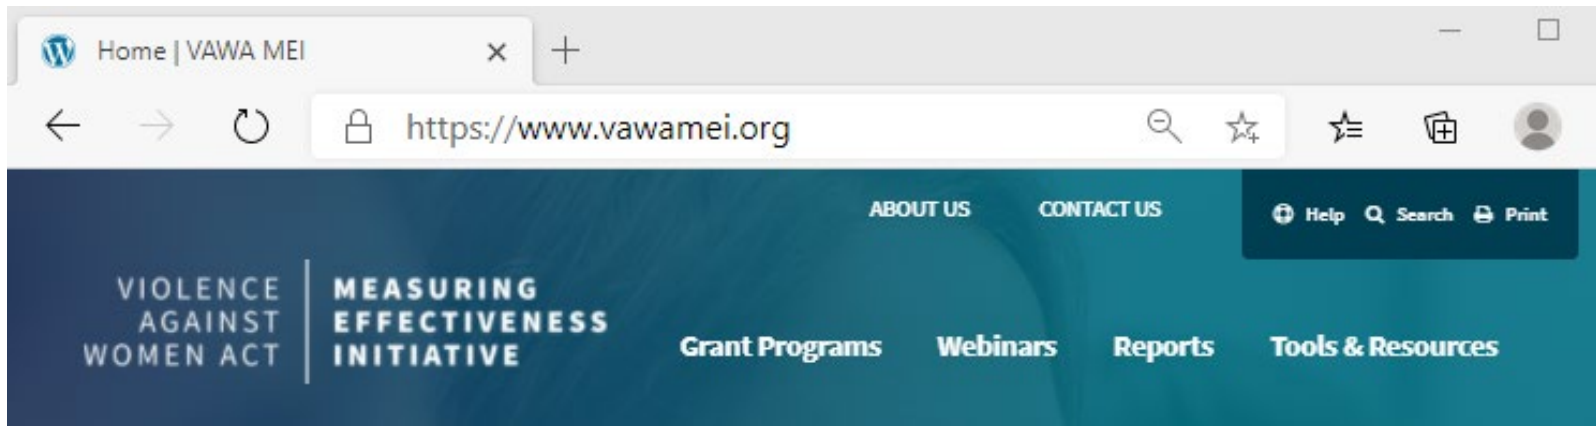 Home | VAWA MEI
https://www.vawamei.org
ABOUT US CONTACT US Help Search Print
VIOLENCE
AGAINST
WOMEN ACT
MEASURING
EFFECTIVENESS
INITIATIVE
Grant Programs Webinars Reports Tools & Resources